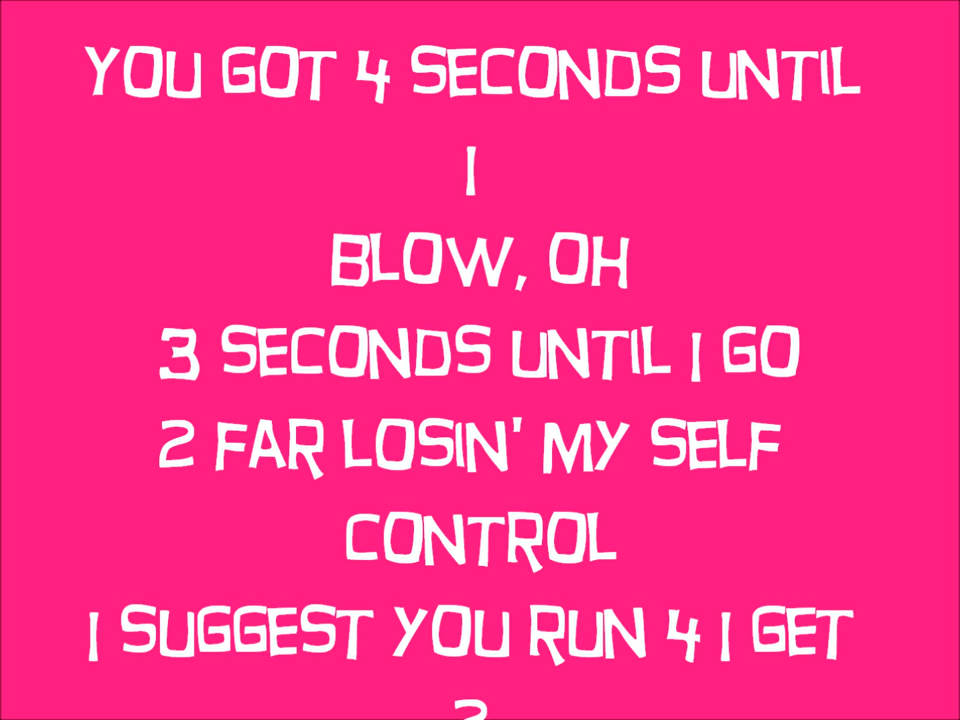 YOU GOT 4 SECONDS UNTIL
I
BLOW, OH
3 SECONDS UNTIL I GO
2 FAR LOSIN' MY SELF
CONTROL
I SUGGEST YOU RUN 4 I GET